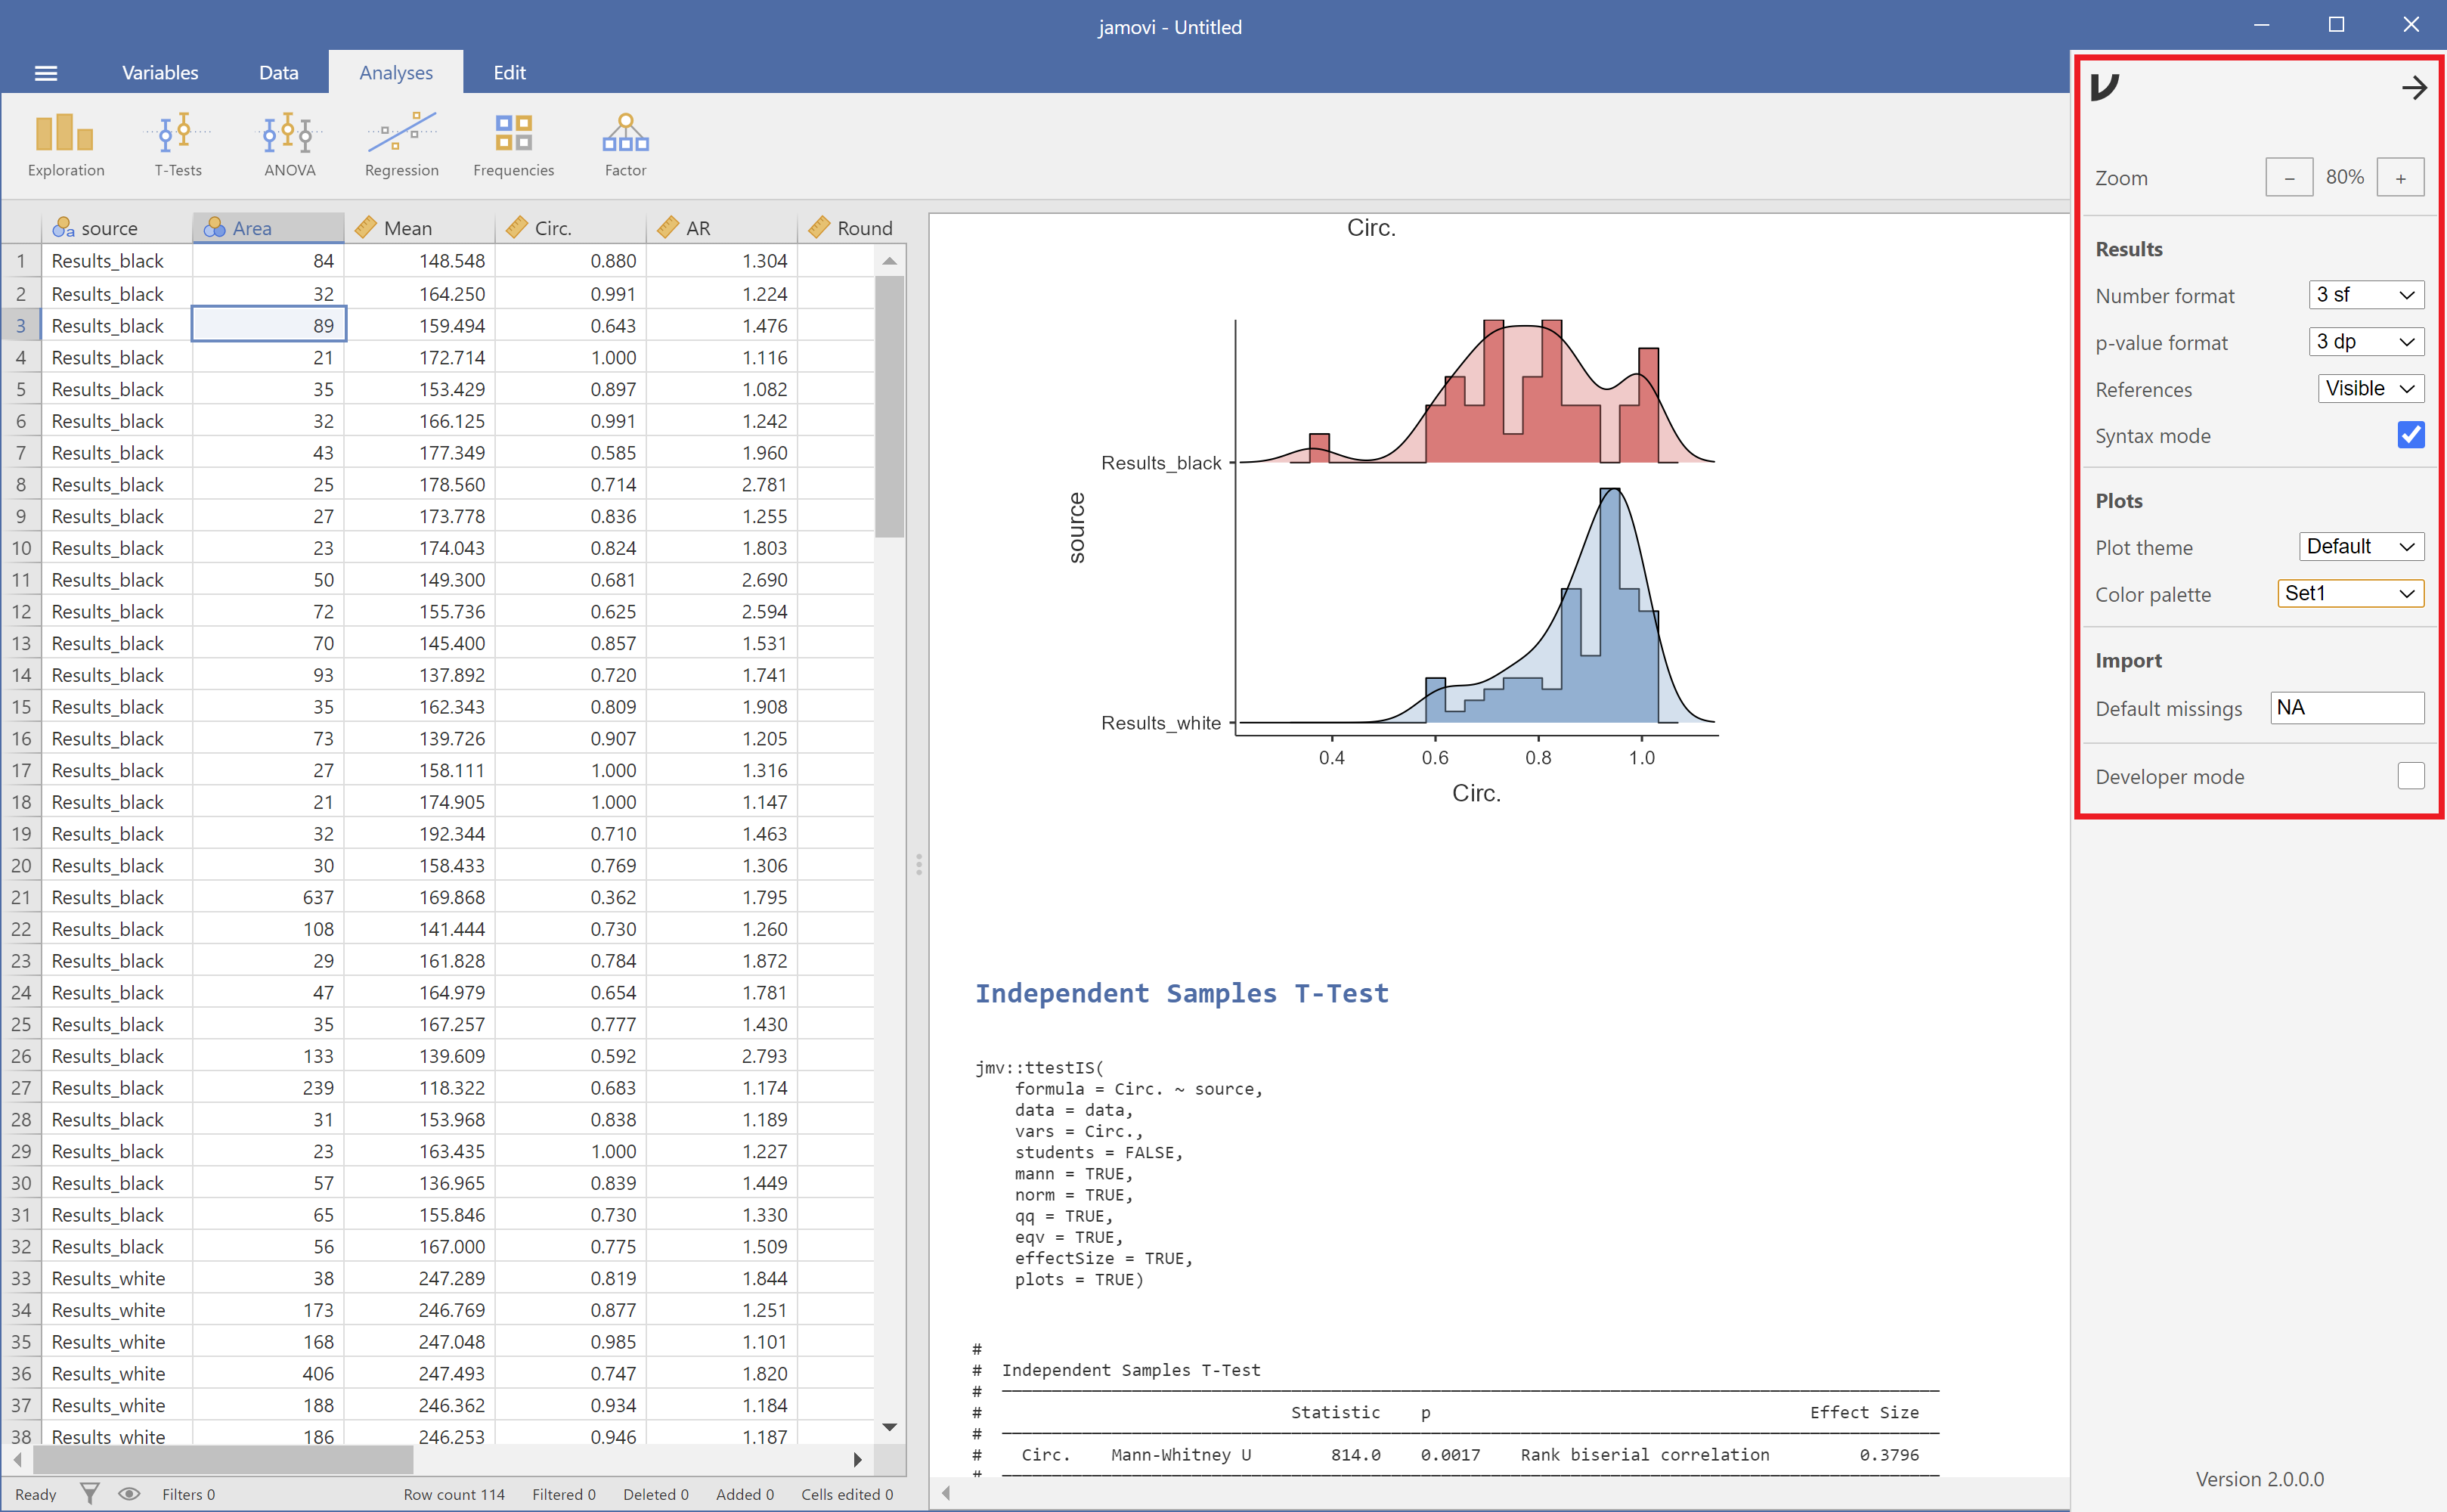 jamovi - Untitled
Variables Data Analyses Edit
Exploration T-Tests ANOVA Regression Frequencies Factor
source Area Mean Circ. AR Round
1 Results_black 84 148.548 0.880 1.304
2 Results_black 32 164.250 0.991 1.224
3 Results_black 89 159.494 0.643 1.476
4 Results_black 21 172.714 1.000 1.116
5 Results_black 35 153.429 0.897 1.082
6 Results_black 32 166.125 0.991 1.242
7 Results_black 43 177.349 0.585 1.960
8 Results_black 25 178.560 0.714 2.781
9 Results_black 27 173.778 0.836 1.255
10 Results_black 23 174.043 0.824 1.803
11 Results_black 50 149.300 0.681 2.690
12 Results_black 72 155.736 0.625 2.594
13 Results_black 70 145.400 0.857 1.531
14 Results_black 93 137.892 0.720 1.741
15 Results_black 35 162.343 0.809 1.908
16 Results_black 73 139.726 0.907 1.205
17 Results_black 27 158.111 1.000 1.316
18 Results_black 21 174.905 1.000 1.147
19 Results_black 32 192.344 0.710 1.463
20 Results_black 30 158.433 0.769 1.306
21 Results_black 637 169.868 0.362 1.795
22 Results_black 108 141.444 0.730 1.260
23 Results_black 29 161.828 0.784 1.872
24 Results_black 47 164.979 0.654 1.781
25 Results_black 35 167.257 0.777 1.430
26 Results_black 133 139.609 0.592 2.793
27 Results_black 239 118.322 0.683 1.174
28 Results_black 31 153.968 0.838 1.189
29 Results_black 23 163.435 1.000 1.227
30 Results_black 57 136.965 0.839 1.449
31 Results_black 65 155.846 0.730 1.330
32 Results_black 56 167.000 0.775 1.509
33 Results_white 38 247.289 0.819 1.844
34 Results_white 173 246.769 0.877 1.251
35 Results_white 168 247.048 0.985 1.101
36 Results_white 406 247.493 0.747 1.820
37 Results_white 188 246.362 0.934 1.184
38 Results_white 186 246.253 0.946 1.187
Ready Filters 0 Row count 114 Filtered 0 Deleted 0 Added 0 Cells edited 0
Circ.
Results_black
source
Results_white
0.4 0.6 0.8 1.0
Circ.
Independent Samples T-Test
jmv::ttestIS(
formula = Circ. ~ source,
data = data,
vars = Circ.,
students = FALSE,
mann = TRUE,
norm = TRUE,
qq = TRUE,
eqv = TRUE,
effectSize = TRUE,
plots = TRUE)
#
# Independent Samples T-Test
#
# Statistic p Effect Size
#
# Circ. Mann-Whitney U 814.0 0.0017 Rank biserial correlation 0.3796
#
Zoom − 80% +
Results
Number format 3 sf
p-value format 3 dp
References Visible
Syntax mode
Plots
Plot theme Default
Color palette Set1
Import
Default missings NA
Developer mode
Version 2.0.0.0